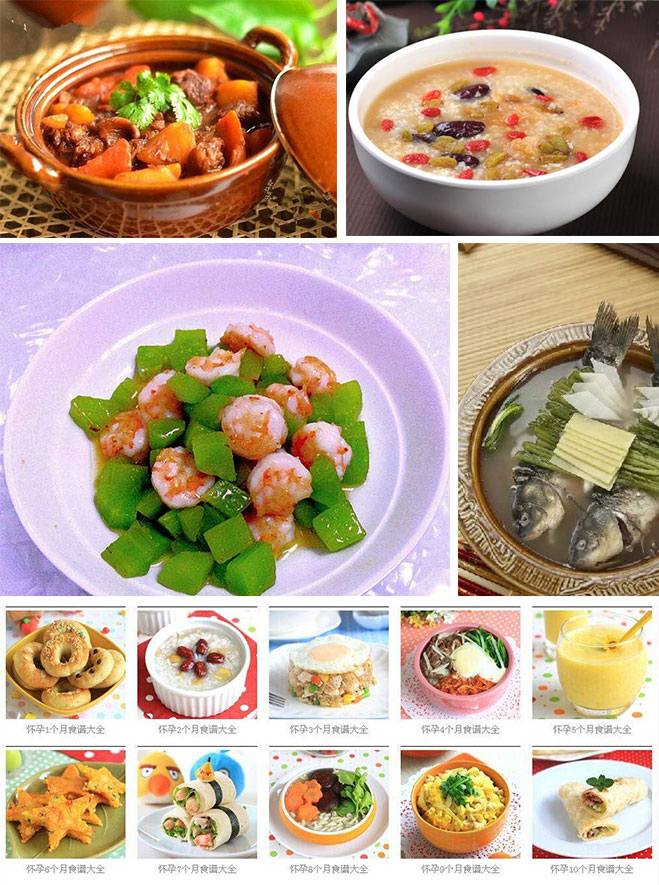 怀孕1个月食谱大全
怀孕2个月食谱大全
怀孕3个月食谱大全
怀孕4个月食谱大全
怀孕5个月食谱大全
怀孕6个月食谱大全
怀孕7个月食谱大全
怀孕8个月食谱大全
怀孕9个月食谱大全
怀孕10个月食谱大全